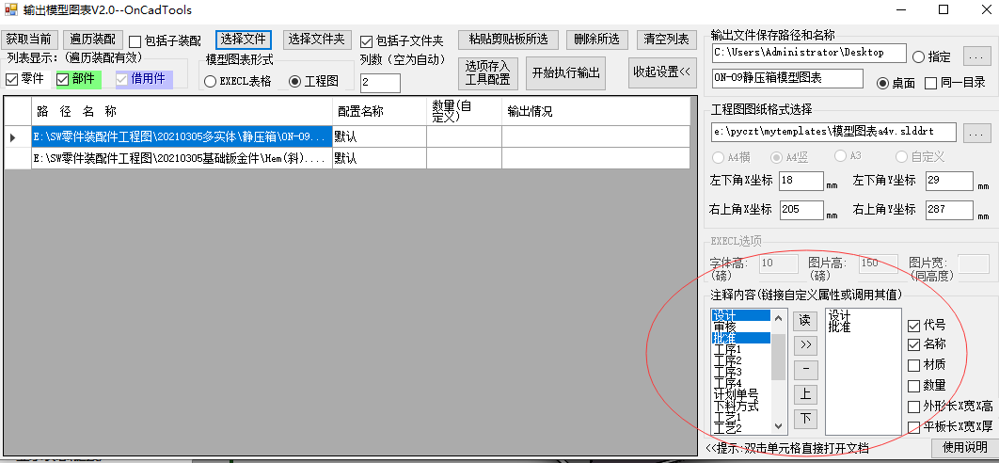 输出模型图表V2.0--OnCadTools
获取当前 遍历装配 包括子装配 选择文件 选择文件夹 包括子文件夹 粘贴剪贴板所选 删除所选 清空列表
列表显示：(遍历装配有效)
零件 部件 借用件
模型图表形式
EXECL表格 工程图
列数（空为自动）
2
选项存入
工具配置
开始执行输出
收起设置<<
路 径 名 称 配置名称 数量(自定义) 输出情况
E:\SW零件装配件工程图\20210305多实体\静压箱\ON-09... 默认
E:\SW零件装配件工程图\20210305基础钣金件\Hem(斜).... 默认
输出文件保存路径和名称
C:\Users\Administrator\Desktop 指定 ...
ON-09静压箱模型图表 桌面 同一目录
工程图图纸格式选择
e:\pyczt\mytemplates\模型图表a4v.slddrt ...
A4横 A4竖 A3 自定义
左下角X坐标 18 mm 左下角Y坐标 29 mm
右上角X坐标 205 mm 右上角Y坐标 287 mm
EXECL选项
字体高:(磅) 10 图片高:(磅) 150 图片宽:(同高度)
注释内容(链接自定义属性或调用其值)
设计
审核
批准
工序1
工序2
工序3
工序4
计划单号
下料方式
工艺1
工艺2
读
>>
-
上
下
设计
批准
代号
名称
材质
数量
外形长X宽X高
平板长X宽X厚
<<提示:双击单元格直接打开文档 使用说明